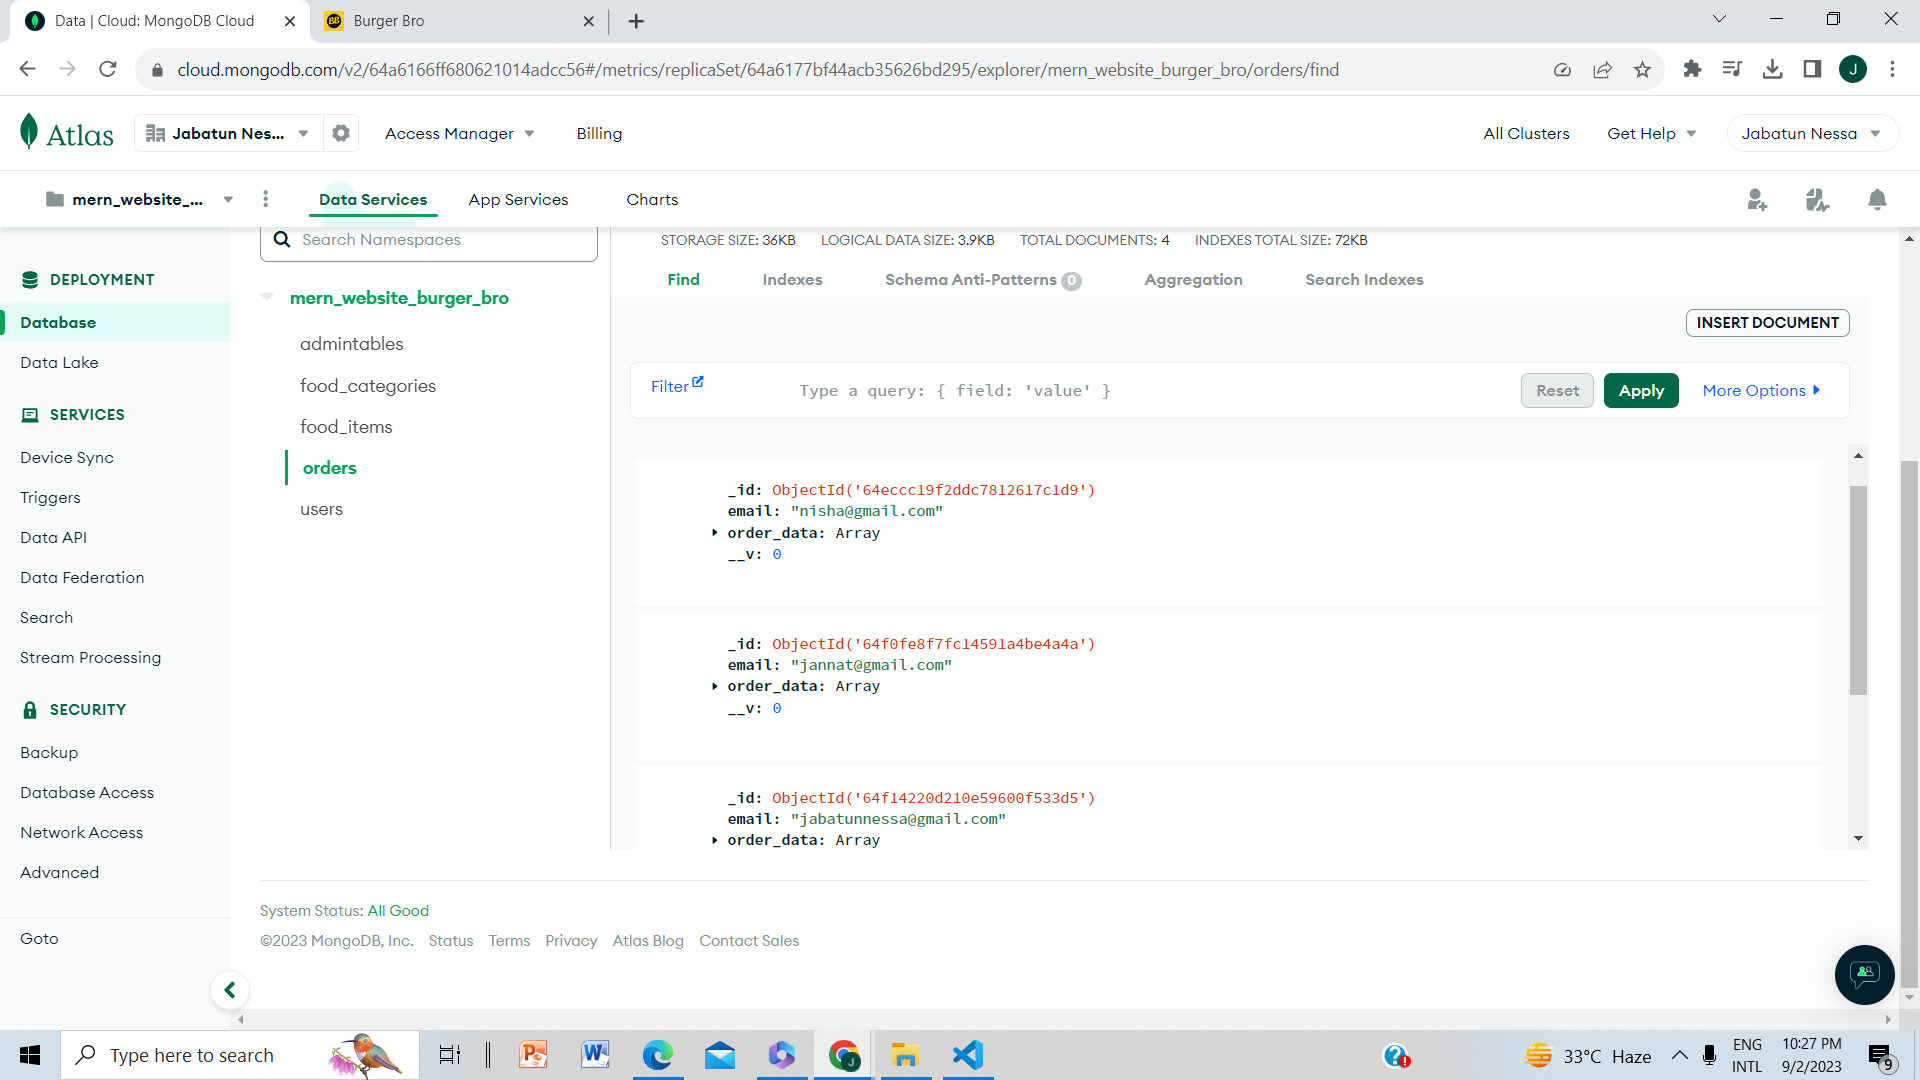 Data | Cloud: MongoDB Cloud
Burger Bro
cloud.mongodb.com/v2/64a6166ff680621014adcc56#/metrics/replicaSet/64a6177bf44acb35626bd295/explorer/mern_website_burger_bro/orders/find
J
Atlas
Jabatun Nes...
Access Manager
Billing
All Clusters
Get Help
Jabatun Nessa
mern_website_...
Data Services
App Services
Charts
DEPLOYMENT
Database
Data Lake
SERVICES
Device Sync
Triggers
Data API
Data Federation
Search
Stream Processing
SECURITY
Backup
Database Access
Network Access
Advanced
Goto
Search Namespaces
mern_website_burger_bro
admintables
food_categories
food_items
orders
users
STORAGE SIZE: 36KB LOGICAL DATA SIZE: 3.9KB TOTAL DOCUMENTS: 4 INDEXES TOTAL SIZE: 72KB
Find Indexes Schema Anti-Patterns 0 Aggregation Search Indexes
INSERT DOCUMENT
Filter
Type a query: { field: 'value' }
Reset
Apply
More Options
_id: ObjectId('64eccc19f2ddc7812617c1d9')
email: "nisha@gmail.com"
order_data: Array
__v: 0
_id: ObjectId('64f0fe8f7fc14591a4be4a4a')
email: "jannat@gmail.com"
order_data: Array
__v: 0
_id: ObjectId('64f14220d210e59600f533d5')
email: "jabatunnessa@gmail.com"
order_data: Array
System Status: All Good
©2023 MongoDB, Inc. Status Terms Privacy Atlas Blog Contact Sales
Type here to search
33°C Haze
ENG
INTL
10:27 PM
9/2/2023
9